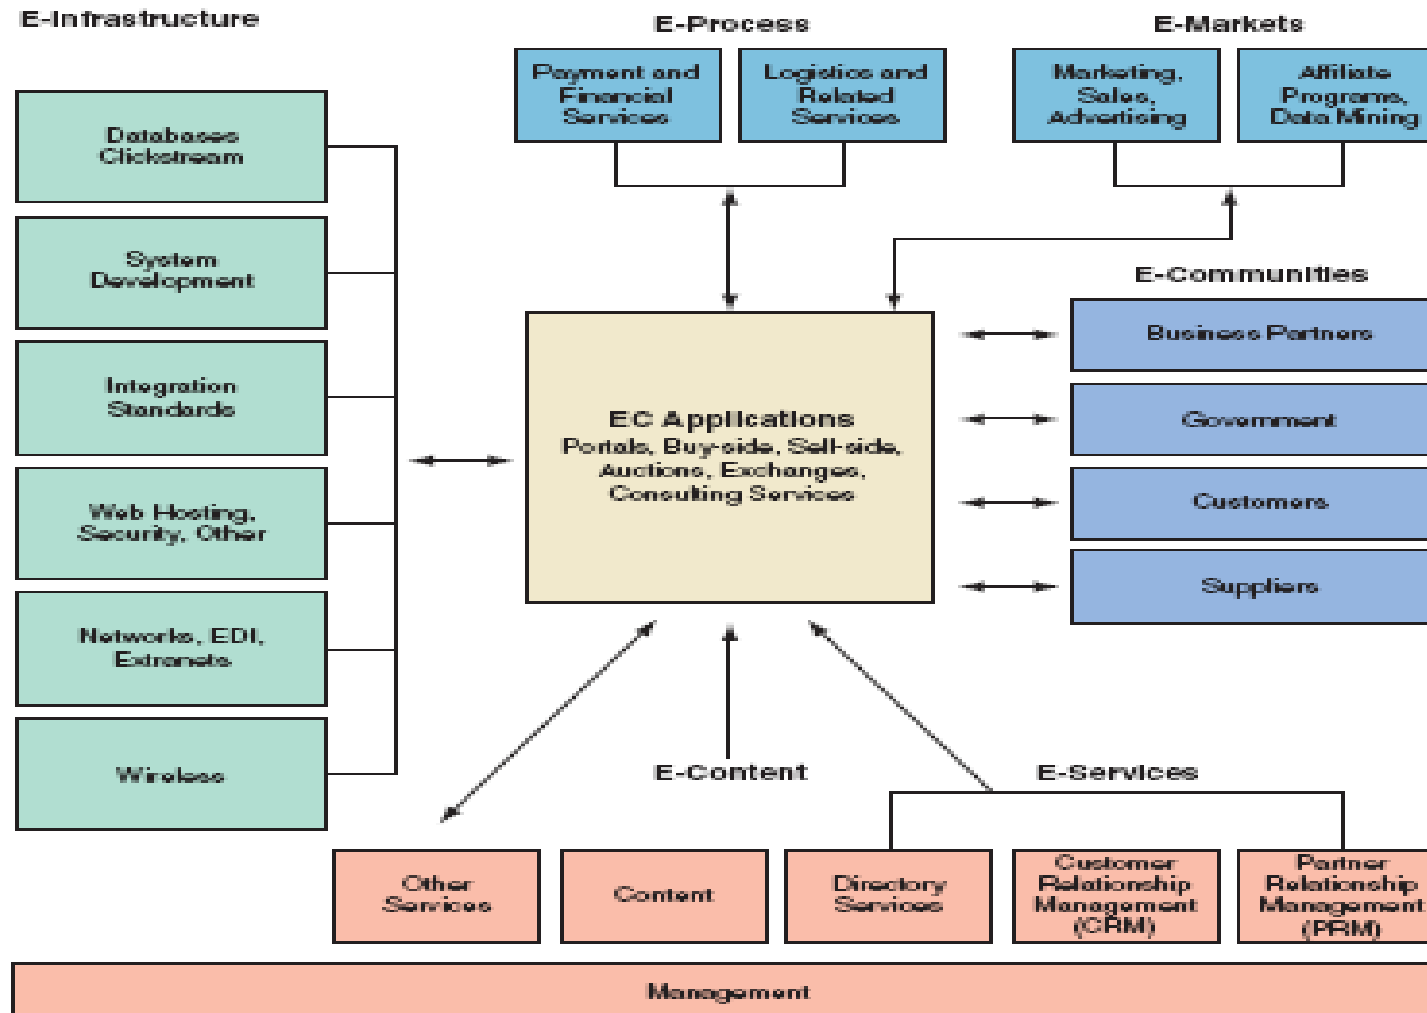 E-Infrastructure
E-Process
E-Markets
Payment and
Financial
Services
Logistics and
Related
Services
Marketing,
Sales,
Advertising
Affiliate
Programs,
Data Mining
Databases
Clickstream
System
Development
Integration
Standards
Web Hosting,
Security, Other
Networks, EDI,
Extranets
Wireless
EC Applications
Portals, Buy-side, Sell-side,
Auctions, Exchanges,
Consulting Services
E-Communities
Business Partners
Government
Customers
Suppliers
E-Content
E-Services
Other
Services
Content
Directory
Services
Customer
Relationship
Management
(CRM)
Partner
Relationship
Management
(PRM)
Management